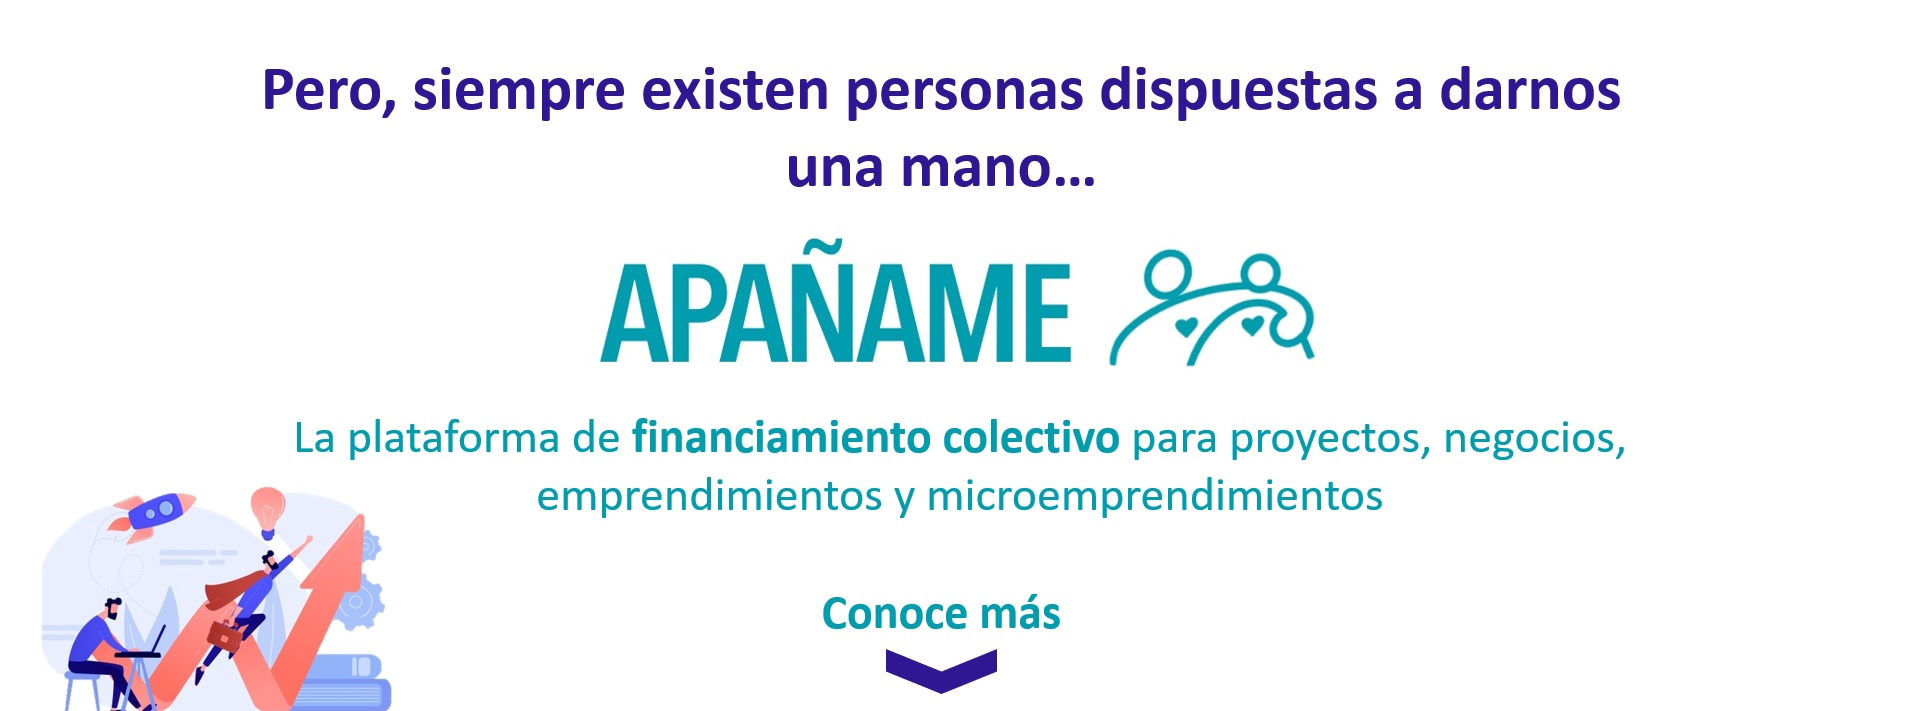 Pero, siempre existen personas dispuestas a darnos
una mano...
APAÑAME
La plataforma de financiamiento colectivo para proyectos, negocios,
emprendimientos y microemprendimientos
Conoce más